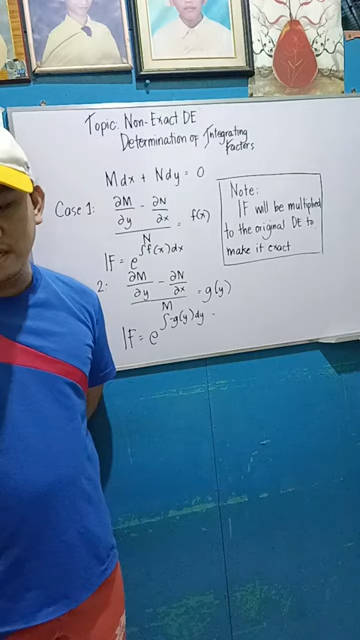 Topic: Non-Exact DE
Determination of Integrating
Factors
Mdx + Ndy = 0
Case 1: (∂M/∂y - ∂N/∂x)/N = f(x)
IF = e^∫f(x)dx
2: (∂M/∂y - ∂N/∂x)/M = g(y)
IF = e^∫-g(y)dy
Note:
IF will be multiplied
to the original DE to
make it exact